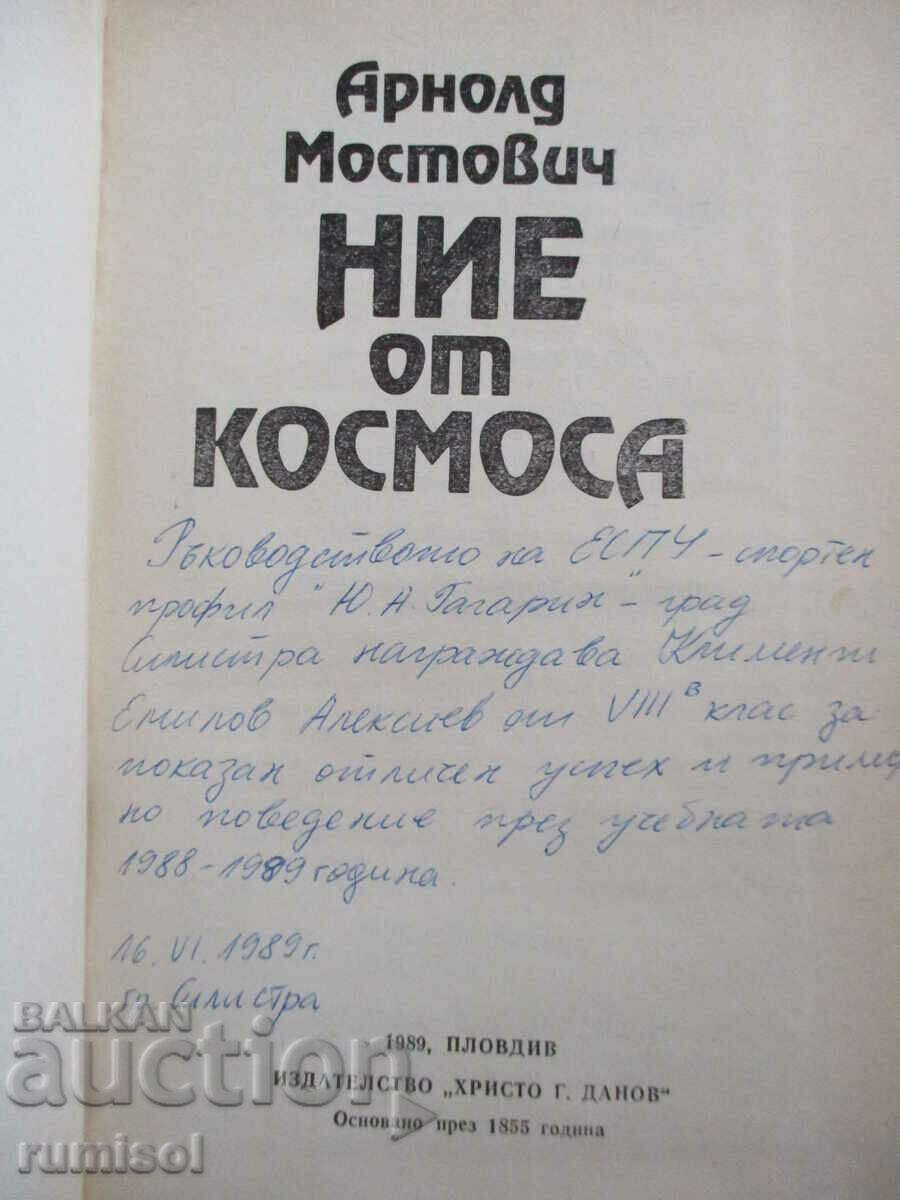 Арнолд
Мостович
НИЕ
от
КОСМОСА
Ръководството на ЕСПУ – спортен
профил "Ю. А. Гагарин" – град
Силистра награждава Климент
Емилов Алексиев от VIII в клас за
показан отличен успех и пример
но поведение през учебната
1988 – 1989 година.
16. VI. 1989 г.
гр. Силистра
1989, ПЛОВДИВ
ИЗДАТЕЛСТВО „ХРИСТО Г. ДАНОВ"
Основано през 1855 година
BALKAN
auction
rumisol